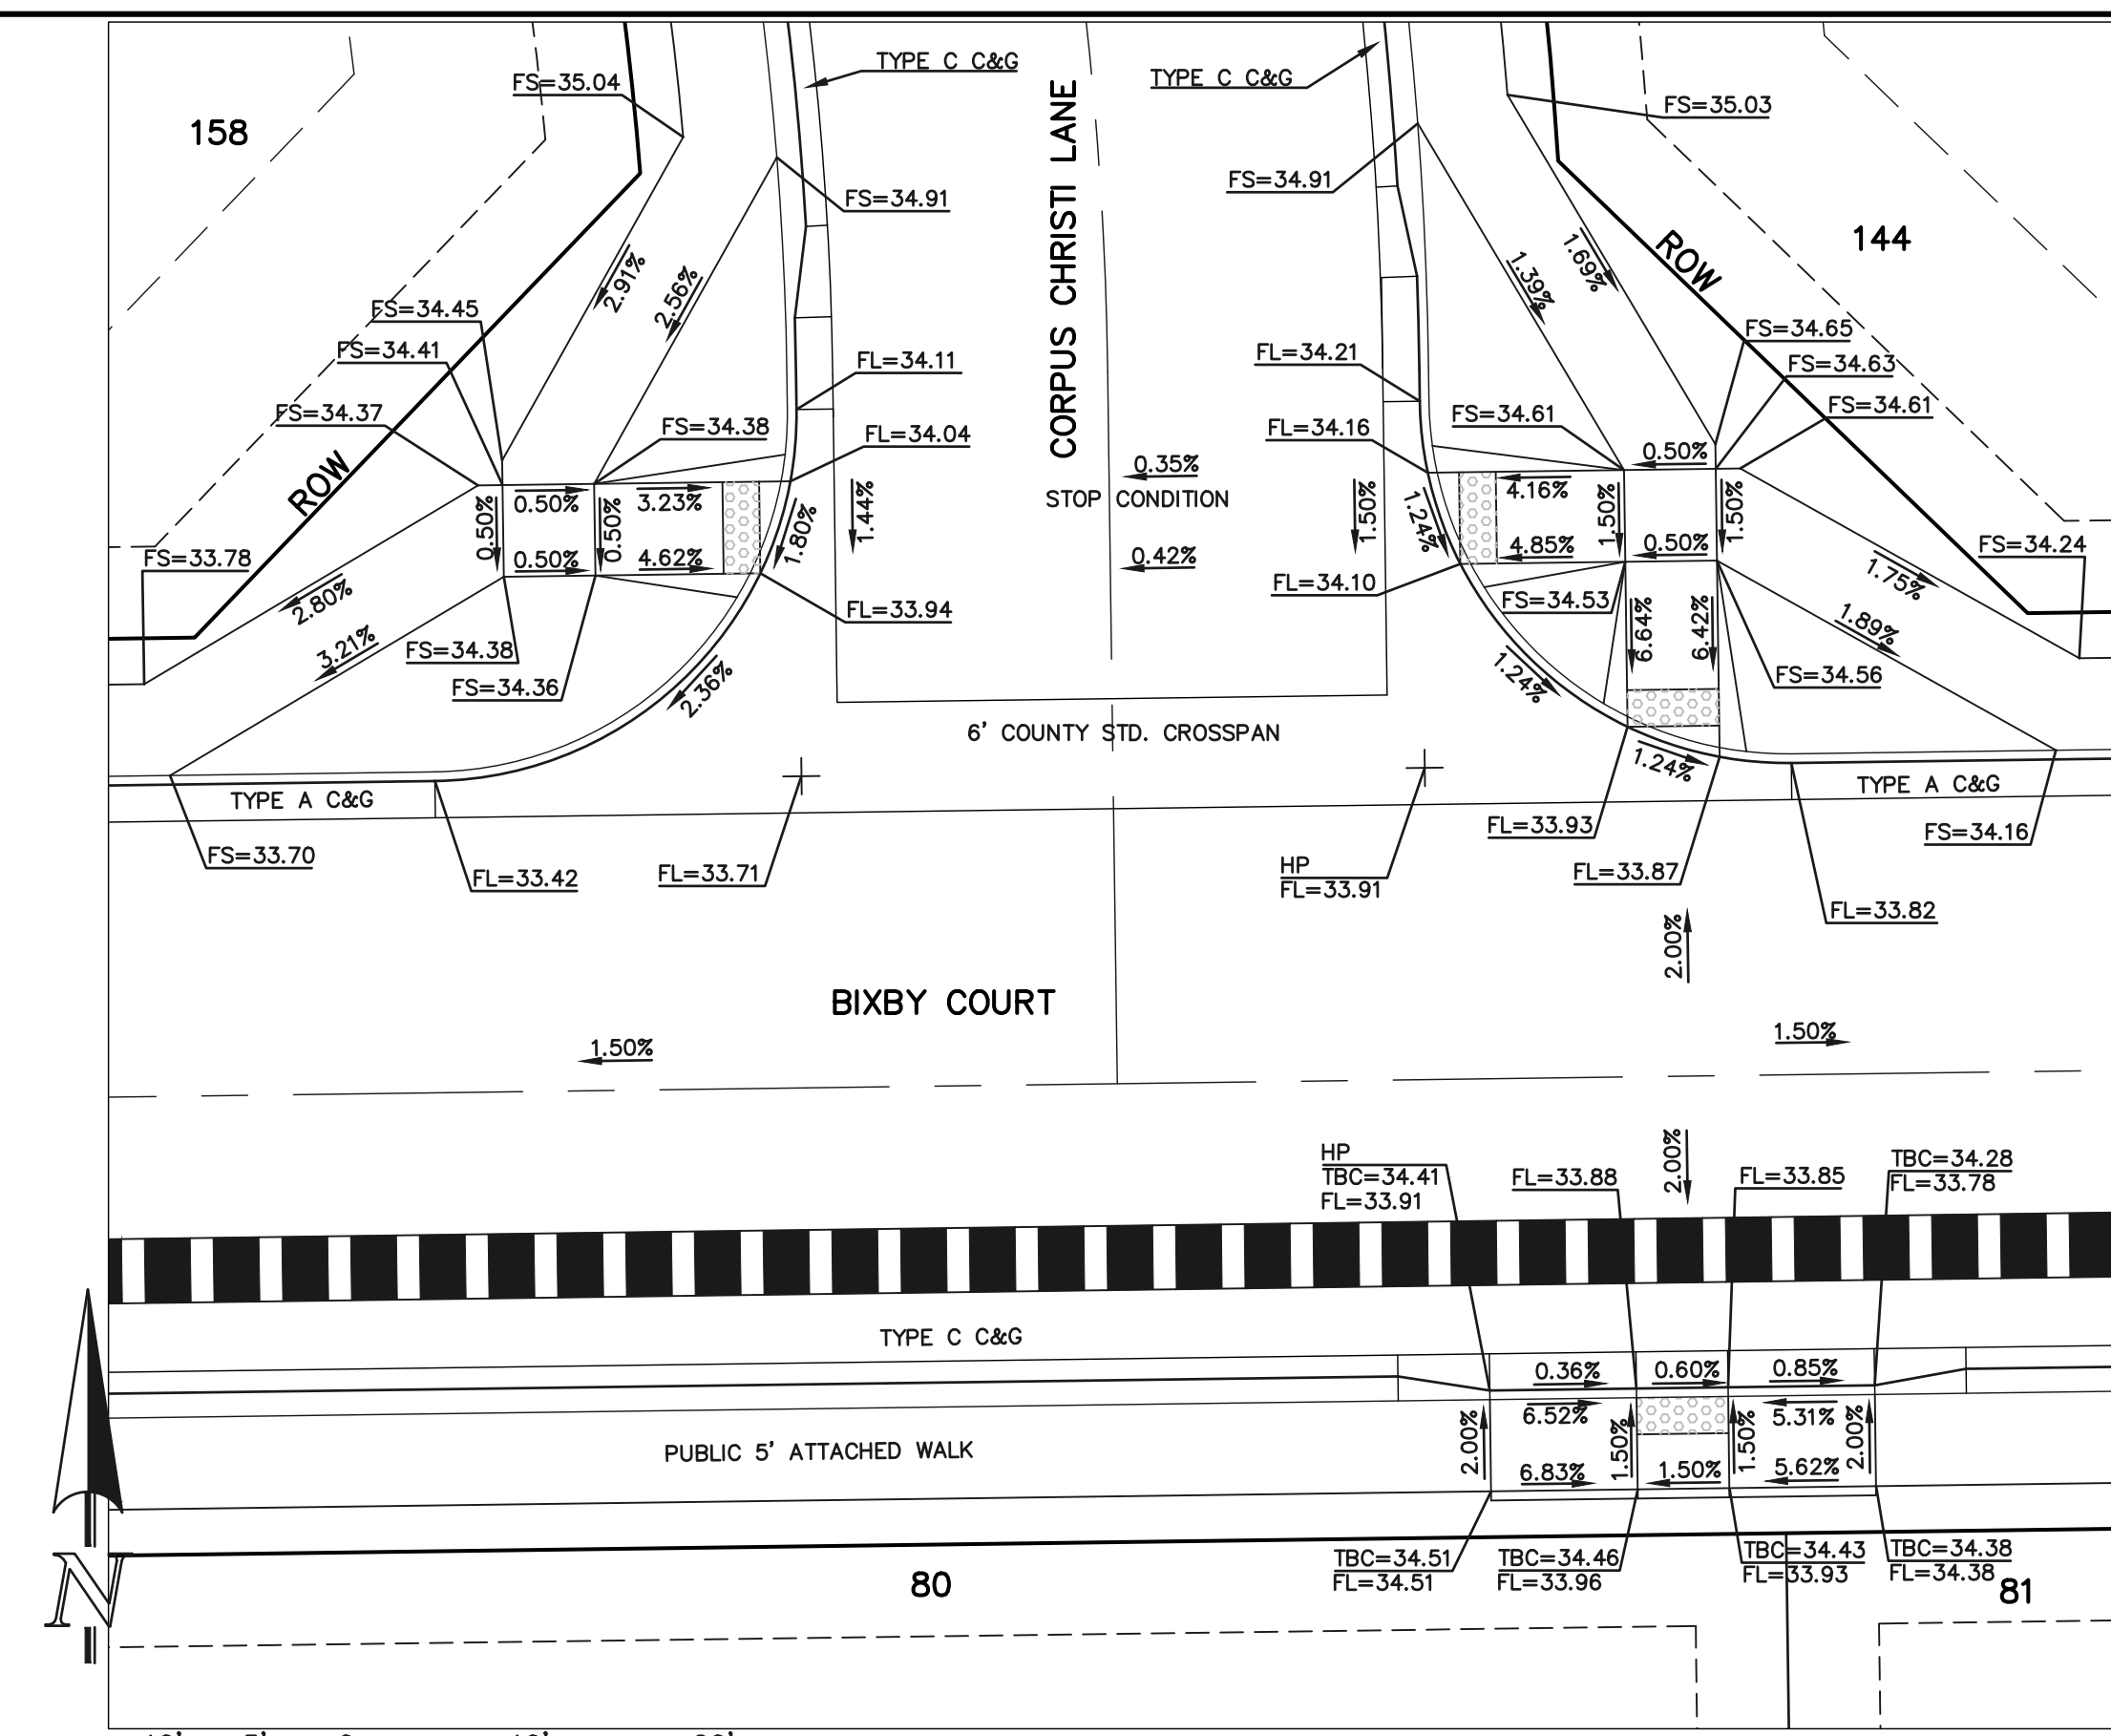 TYPE C C&G
TYPE C C&G
FS=35.04
FS=35.03
158
CORPUS CHRISTI LANE
FS=34.91
FS=34.91
144
ROW
2.91%
2.56%
1.39%
1.69%
FS=34.45
FS=34.41
FS=34.37
FL=34.11
FL=34.21
FS=34.65
FS=34.63
FS=34.61
ROW
FS=34.38
FL=34.04
FL=34.16
FS=34.61
0.50%
0.35%
STOP CONDITION
0.42%
0.50%
0.50%
3.23%
0.50%
0.50%
4.62%
1.80%
1.44%
1.50%
1.24%
4.16%
4.85%
1.50%
0.50%
1.50%
FS=33.78
FS=34.24
2.80%
3.21%
FS=34.38
FS=34.36
FL=33.94
FL=34.10
FS=34.53
6.64%
6.42%
1.75%
1.89%
FS=34.56
2.36%
1.24%
6' COUNTY STD. CROSSPAN
1.24%
TYPE A C&G
TYPE A C&G
FS=33.70
FL=33.42
FL=33.71
HP
FL=33.91
FL=33.93
FL=33.87
FS=34.16
FL=33.82
2.00%
BIXBY COURT
1.50%
1.50%
2.00%
HP
TBC=34.41
FL=33.91
FL=33.88
FL=33.85
TBC=34.28
FL=33.78
TYPE C C&G
0.36%
0.60%
0.85%
PUBLIC 5' ATTACHED WALK
2.00%
6.52%
6.83%
1.50%
1.50%
1.50%
5.31%
5.62%
2.00%
TBC=34.51
FL=34.51
TBC=34.46
FL=33.96
TBC=34.43
FL=33.93
TBC=34.38
FL=34.38
80
81
N